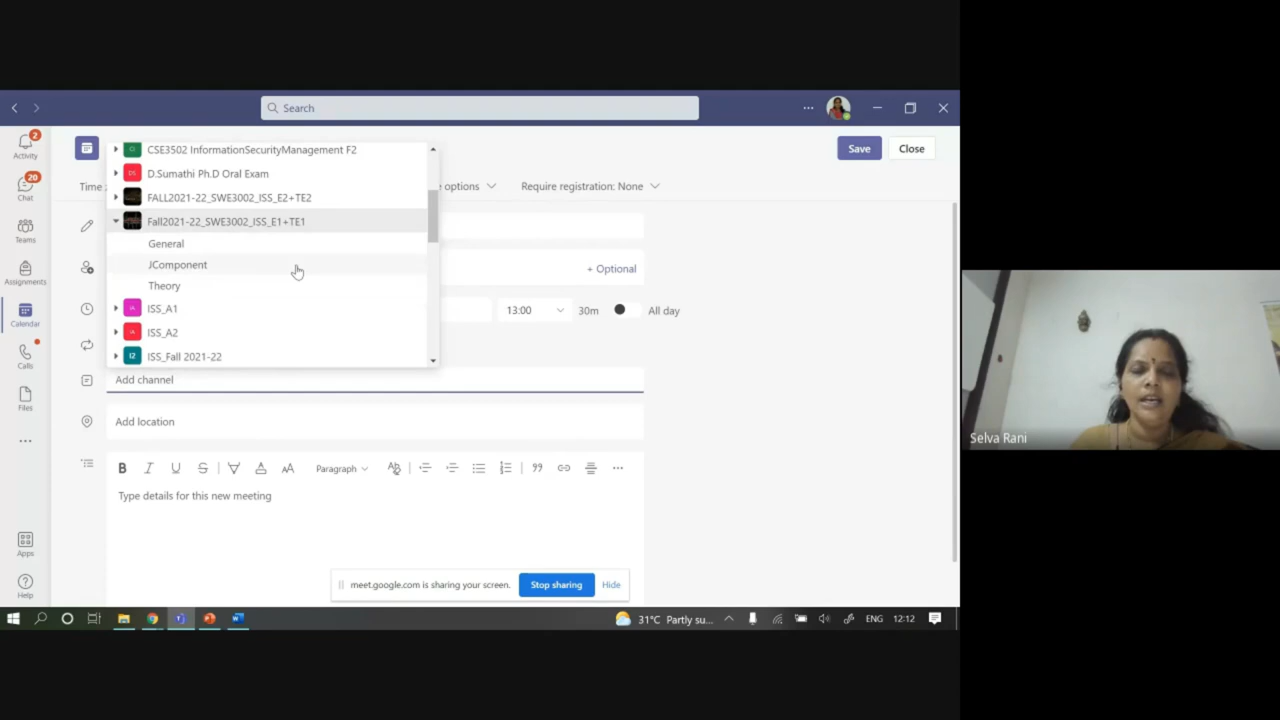 Search
2
Activity
20
Chat
Teams
Assignments
Calendar
Calls
Files
Apps
Help
Save
Close
Time
options
Require registration: None
CSE3502 InformationSecurityManagement F2
DS
D.Sumathi Ph.D Oral Exam
FALL2021-22_SWE3002_ISS_E2+TE2
Fall2021-22_SWE3002_ISS_E1+TE1
General
JComponent
Theory
ISS_A1
ISS_A2
ISS_Fall 2021-22
+ Optional
13:00
30m
All day
Add channel
Add location
B I U S
Paragraph
Type details for this new meeting
meet.google.com is sharing your screen.
Stop sharing
Hide
31°C Partly su...
ENG
12:12
Selva Rani